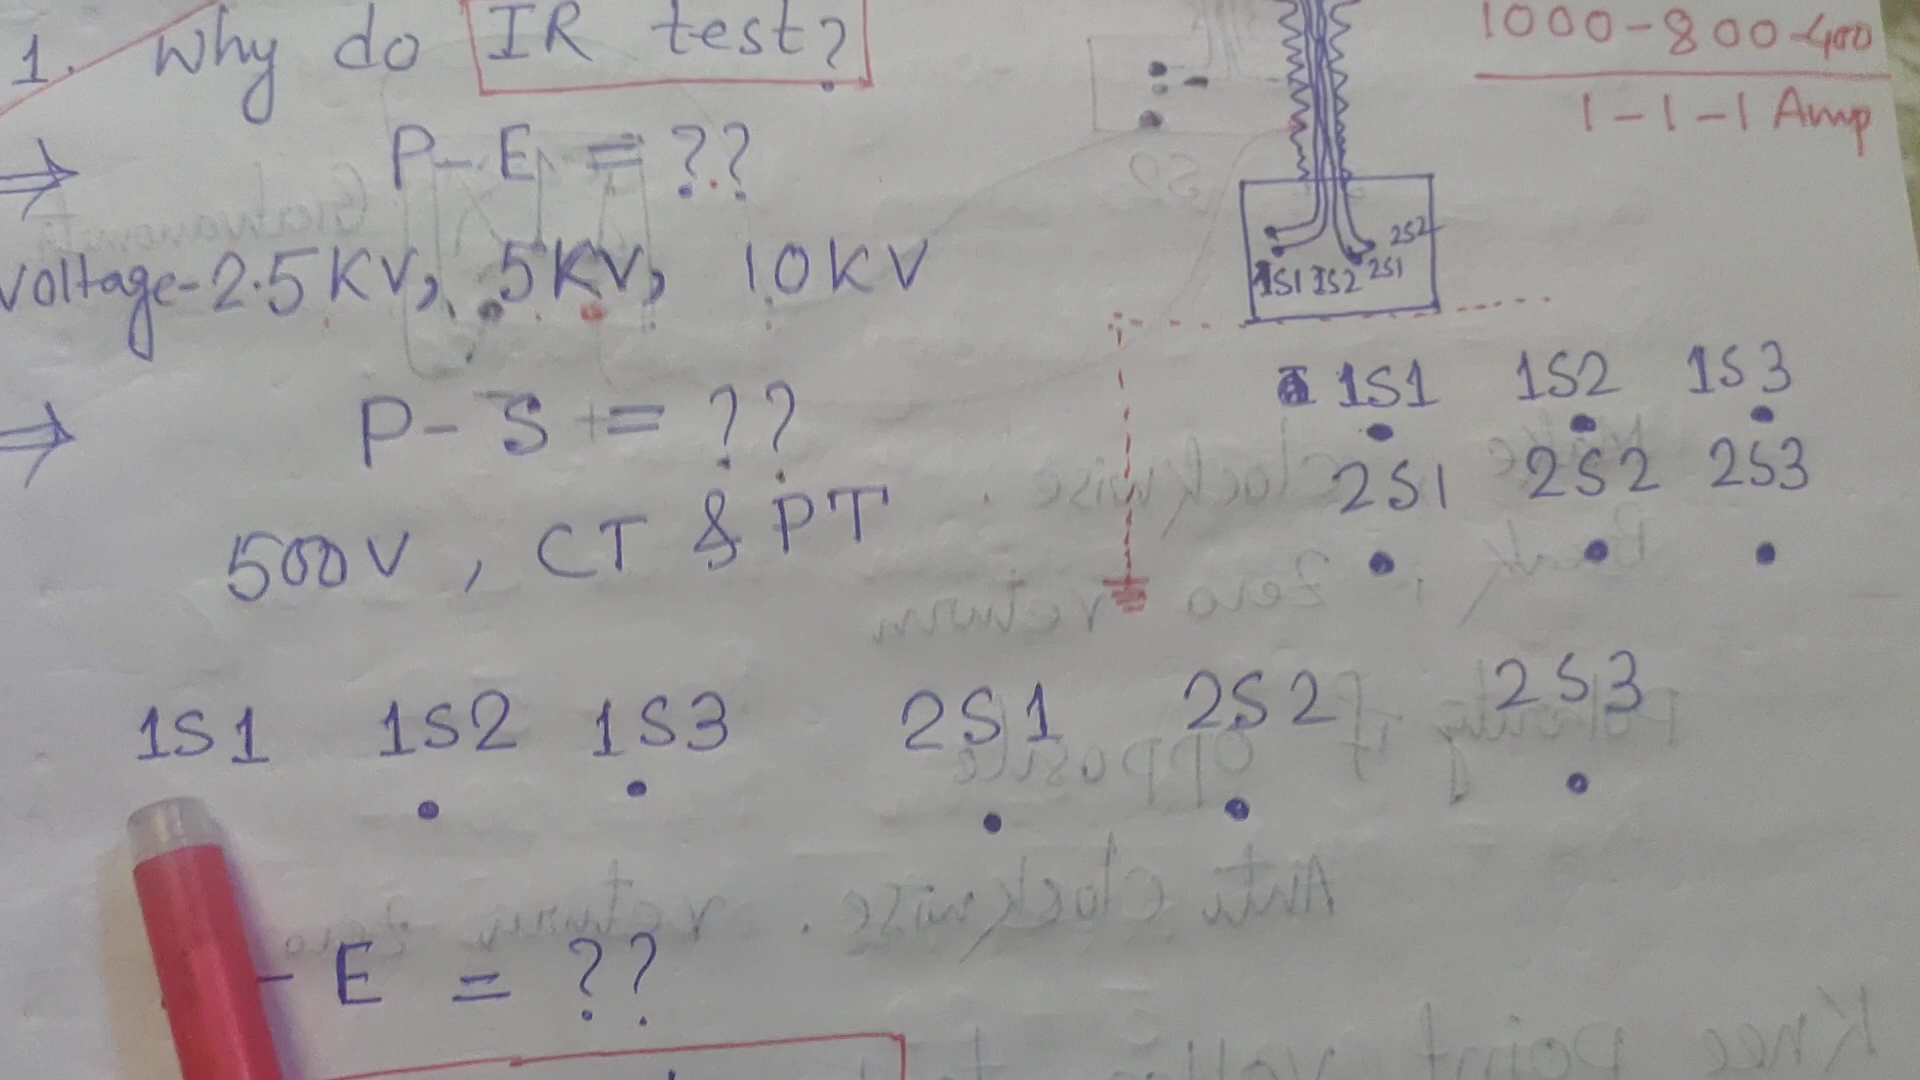 1. Why do IR test?
1000-800-400
1-1-1 Amp
P-E = ??
voltage-2.5KV, 5KV, 10KV
2S2
1S1 1S2 2S1
P-S = ??
1S1 1S2 1S3
2S1 2S2 2S3
500V, CT & PT
1S1 1S2 1S3 2S1 2S2 2S3
- E = ??